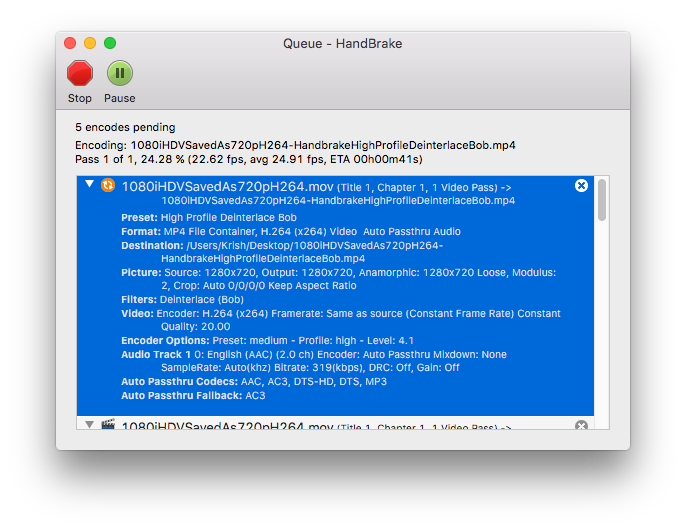 Queue - HandBrake
Stop Pause
5 encodes pending
Encoding: 1080iHDVSavedAs720pH264-HandbrakeHighProfileDeinterlaceBob.mp4
Pass 1 of 1, 24.28 % (22.62 fps, avg 24.91 fps, ETA 00h00m41s)
1080iHDVSavedAs720pH264.mov (Title 1, Chapter 1, 1 Video Pass) ->
1080iHDVSavedAs720pH264-HandbrakeHighProfileDeinterlaceBob.mp4
Preset: High Profile Deinterlace Bob
Format: MP4 File Container, H.264 (x264) Video  Auto Passthru Audio
Destination: /Users/Krish/Desktop/1080iHDVSavedAs720pH264-
HandbrakeHighProfileDeinterlaceBob.mp4
Picture: Source: 1280x720, Output: 1280x720, Anamorphic: 1280x720 Loose, Modulus:
2, Crop: Auto 0/0/0/0 Keep Aspect Ratio
Filters: Deinterlace (Bob)
Video: Encoder: H.264 (x264) Framerate: Same as source (Constant Frame Rate) Constant
Quality: 20.00
Encoder Options: Preset: medium - Profile: high - Level: 4.1
Audio Track 1 0: English (AAC) (2.0 ch) Encoder: Auto Passthru Mixdown: None
SampleRate: Auto(khz) Bitrate: 319(kbps), DRC: Off, Gain: Off
Auto Passthru Codecs: AAC, AC3, DTS-HD, DTS, MP3
Auto Passthru Fallback: AC3
1080iHDVSavedAs720pH264.mov (Title 1, Chapter 1, 1 Video Pass) ->